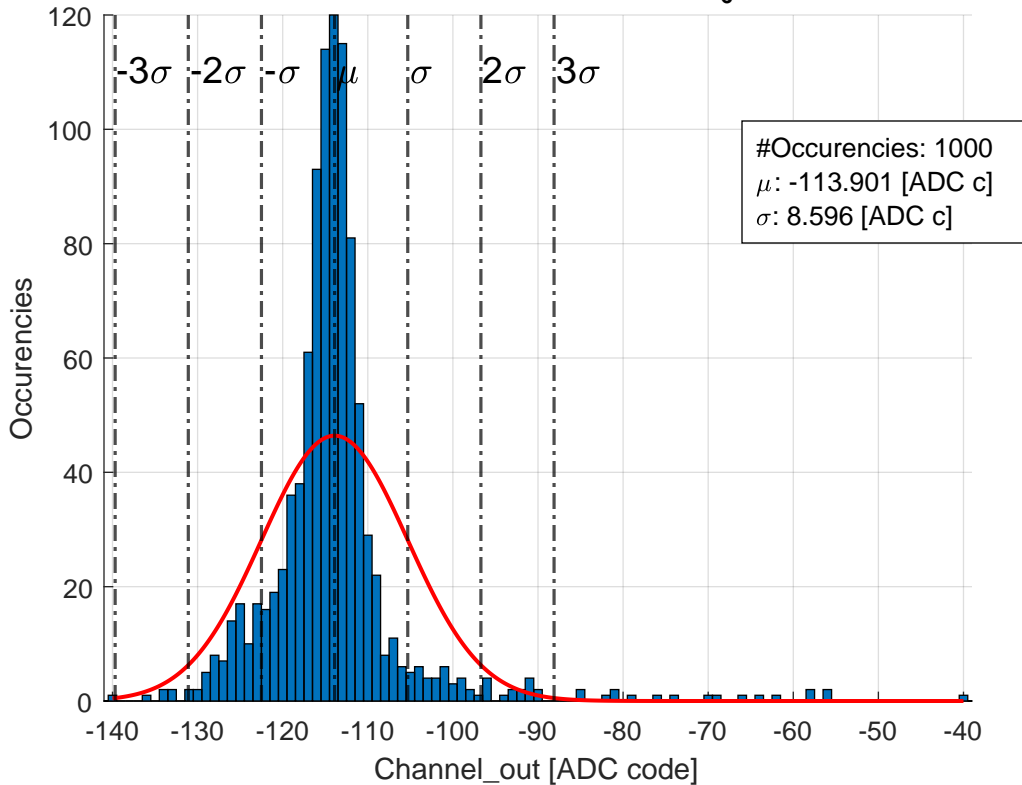 120
100
80
60
40
20
0
-3σ -2σ -σ μ σ 2σ 3σ
#Occurencies: 1000
μ: -113.901 [ADC c]
σ: 8.596 [ADC c]
Occurencies
-140 -130 -120 -110 -100 -90 -80 -70 -60 -50 -40
Channel_out [ADC code]